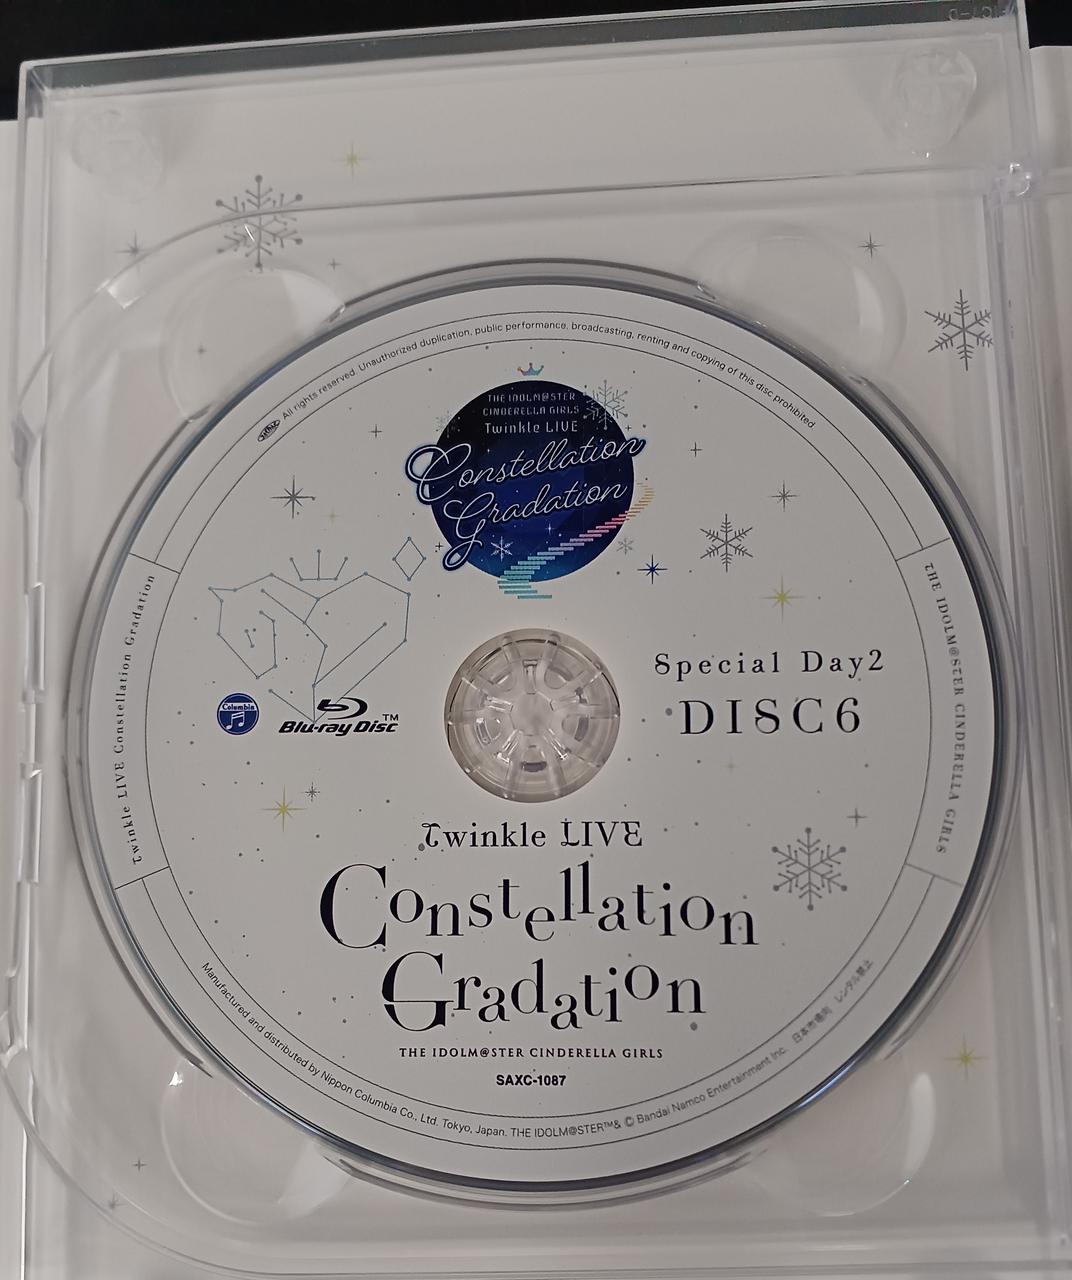 All rights reserved. Unauthorized duplication, public performance, broadcasting, renting and copying of this disc prohibited
THE IDOLM@STER
CINDERELLA GIRLS
Twinkle LIVE
Constellation
Gradation
Twinkle LIVE Constellation Gradation
THE IDOLM@STER CINDERELLA GIRLS
Special Day2
DISC6
Columbia
Blu-ray Disc™
Twinkle LIVE
Constellation
Gradation
THE IDOLM@STER CINDERELLA GIRLS
SAXC-1087
Manufactured and distributed by Nippon Columbia Co., Ltd. Tokyo, Japan. THE IDOLM@STER™& © Bandai Namco Entertainment Inc. 日本市場向 レンタル禁止